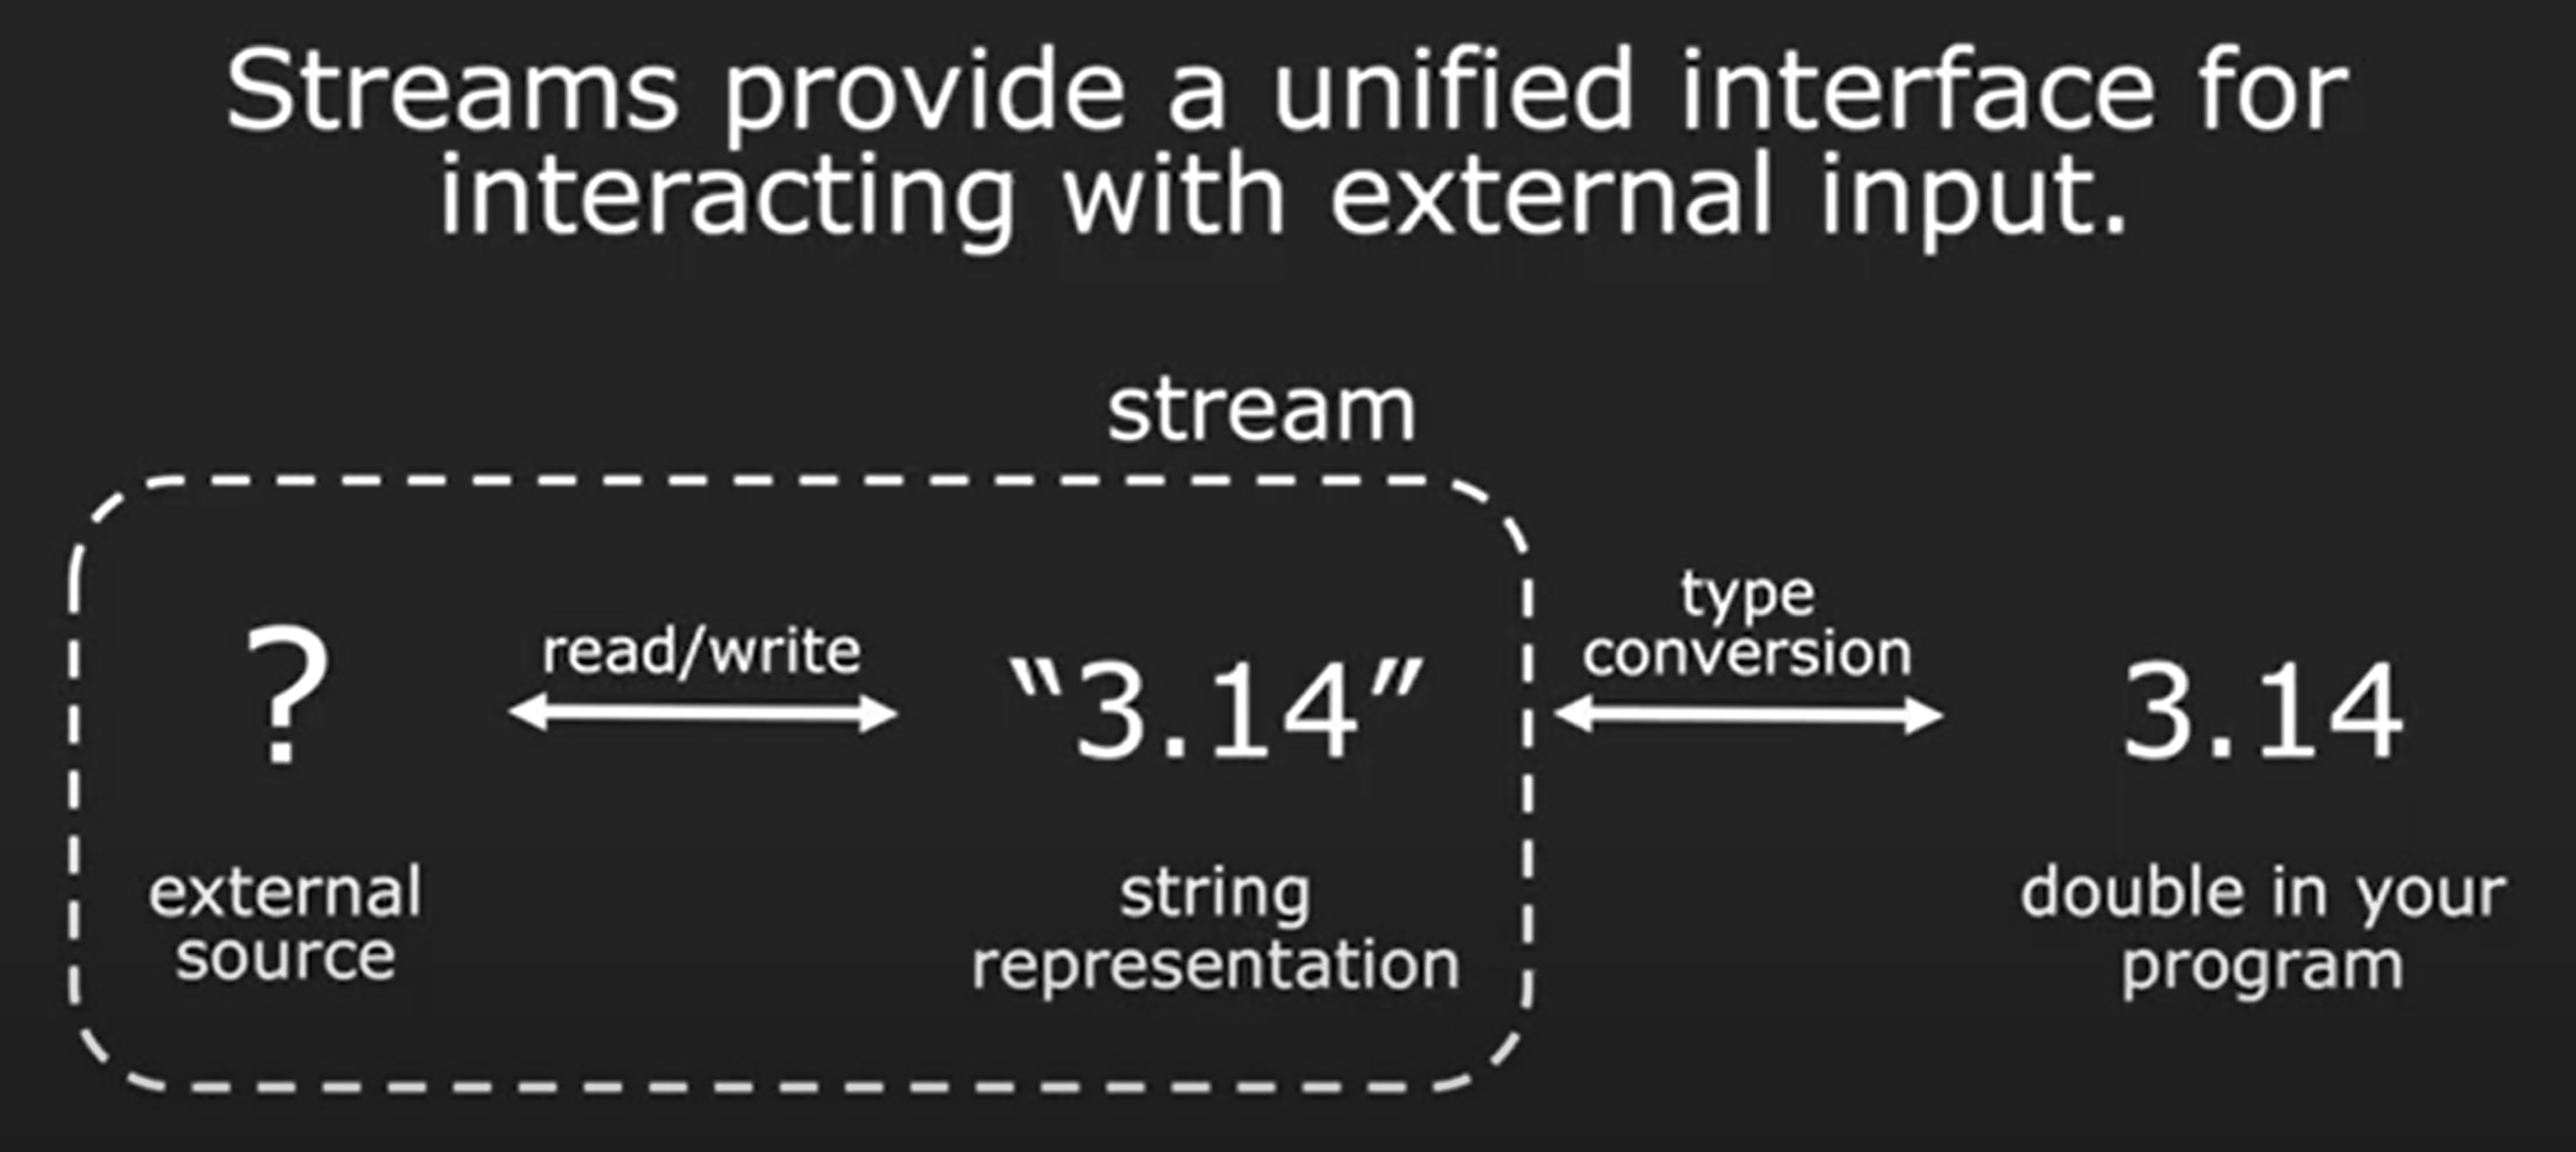 Streams provide a unified interface for
interacting with external input.
stream
?
read/write
“3.14”
type
conversion
3.14
external
source
string
representation
double in your
program